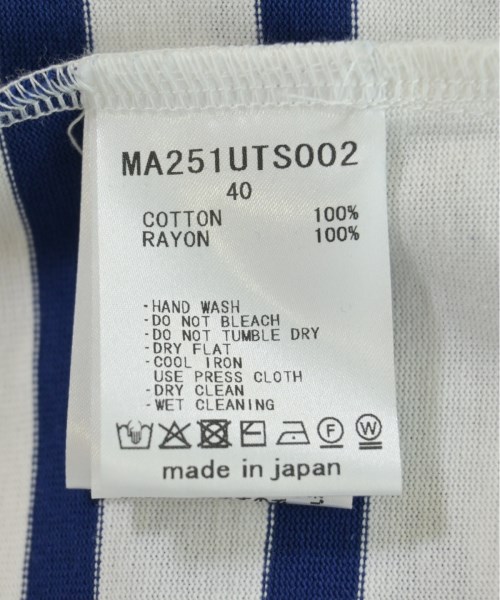 MA251UTS002
40
COTTON 100%
RAYON 100%
-HAND WASH
-DO NOT BLEACH
-DO NOT TUMBLE DRY
-DRY FLAT
-COOL IRON
USE PRESS CLOTH
-DRY CLEAN
-WET CLEANING
F W
made in japan